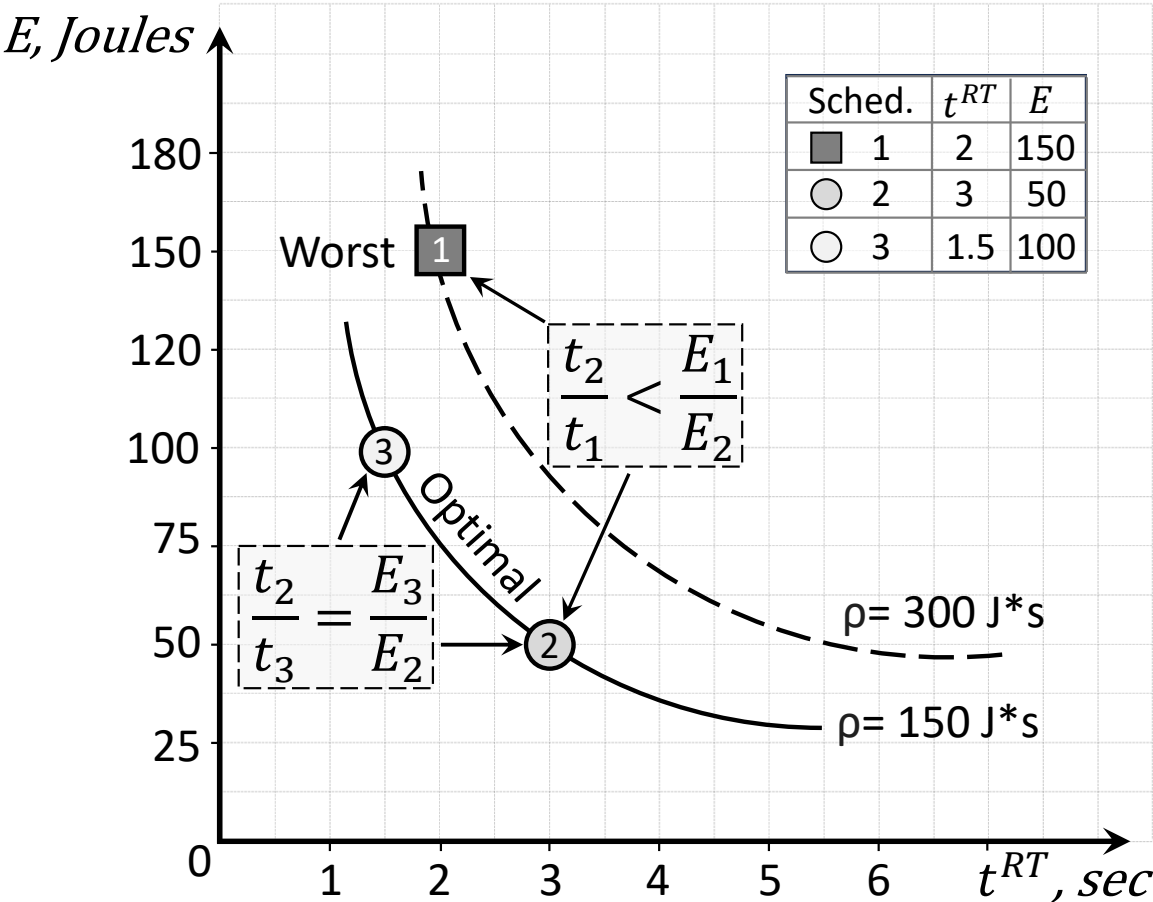 E, Joules
Sched. t^RT E
1 2 150
2 3 50
3 1.5 100
180
Worst 1
150
t₂/t₁ < E₁/E₂
120
3
100
Optimal
75
t₂/t₃ = E₃/E₂
2
50
ρ= 300 J*s
ρ= 150 J*s
25
0
1 2 3 4 5 6 t^RT, sec